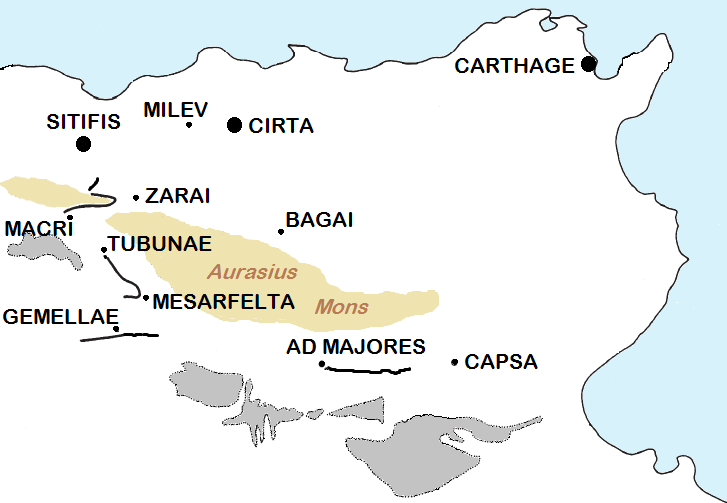 CARTHAGE
MILEV
SITIFIS
CIRTA
ZARAI
MACRI
BAGAI
TUBUNAE
Aurasius
Mons
MESARFELTA
GEMELLAE
AD MAJORES
CAPSA